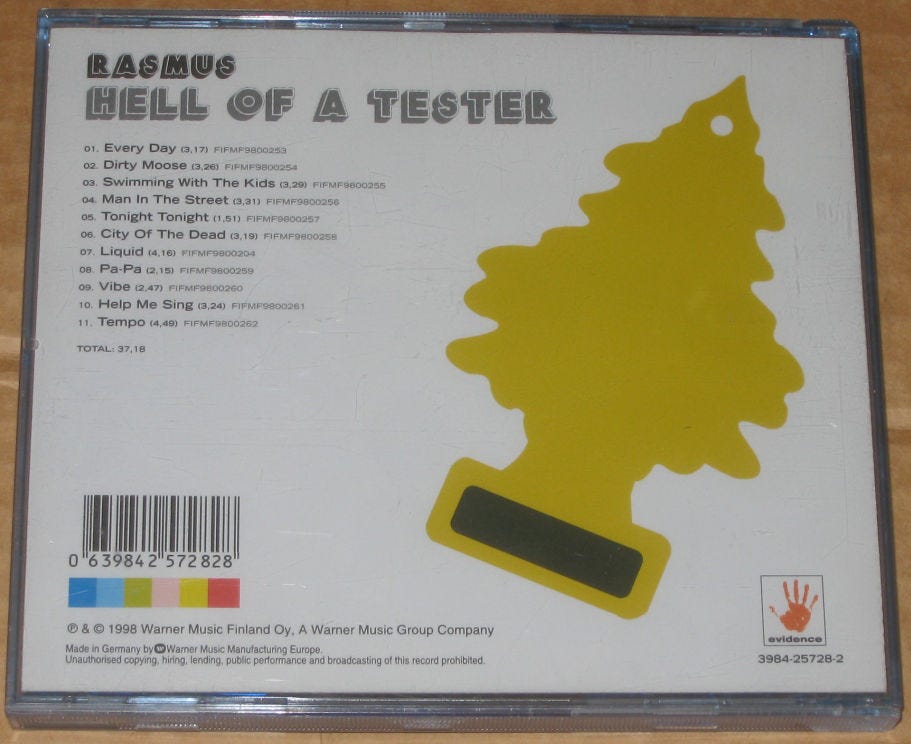 RASMUS
HELL OF A TESTER
01. Every Day (3,17) FIFMF9800253
02. Dirty Moose (3,26) FIFMF9800254
03. Swimming With The Kids (3,29) FIFMF9800255
04. Man In The Street (3,31) FIFMF9800256
05. Tonight Tonight (1,51) FIFMF9800257
06. City Of The Dead (3,19) FIFMF9800258
07. Liquid (4,16) FIFMF9800204
08. Pa-Pa (2,15) FIFMF9800259
09. Vibe (2,47) FIFMF9800260
10. Help Me Sing (3,24) FIFMF9800261
11. Tempo (4,49) FIFMF9800262
TOTAL: 37,18
0 639842 572828
℗ & © 1998 Warner Music Finland Oy, A Warner Music Group Company
Made in Germany by Warner Music Manufacturing Europe.
Unauthorised copying, hiring, lending, public performance and broadcasting of this record prohibited.
evidence
3984-25728-2